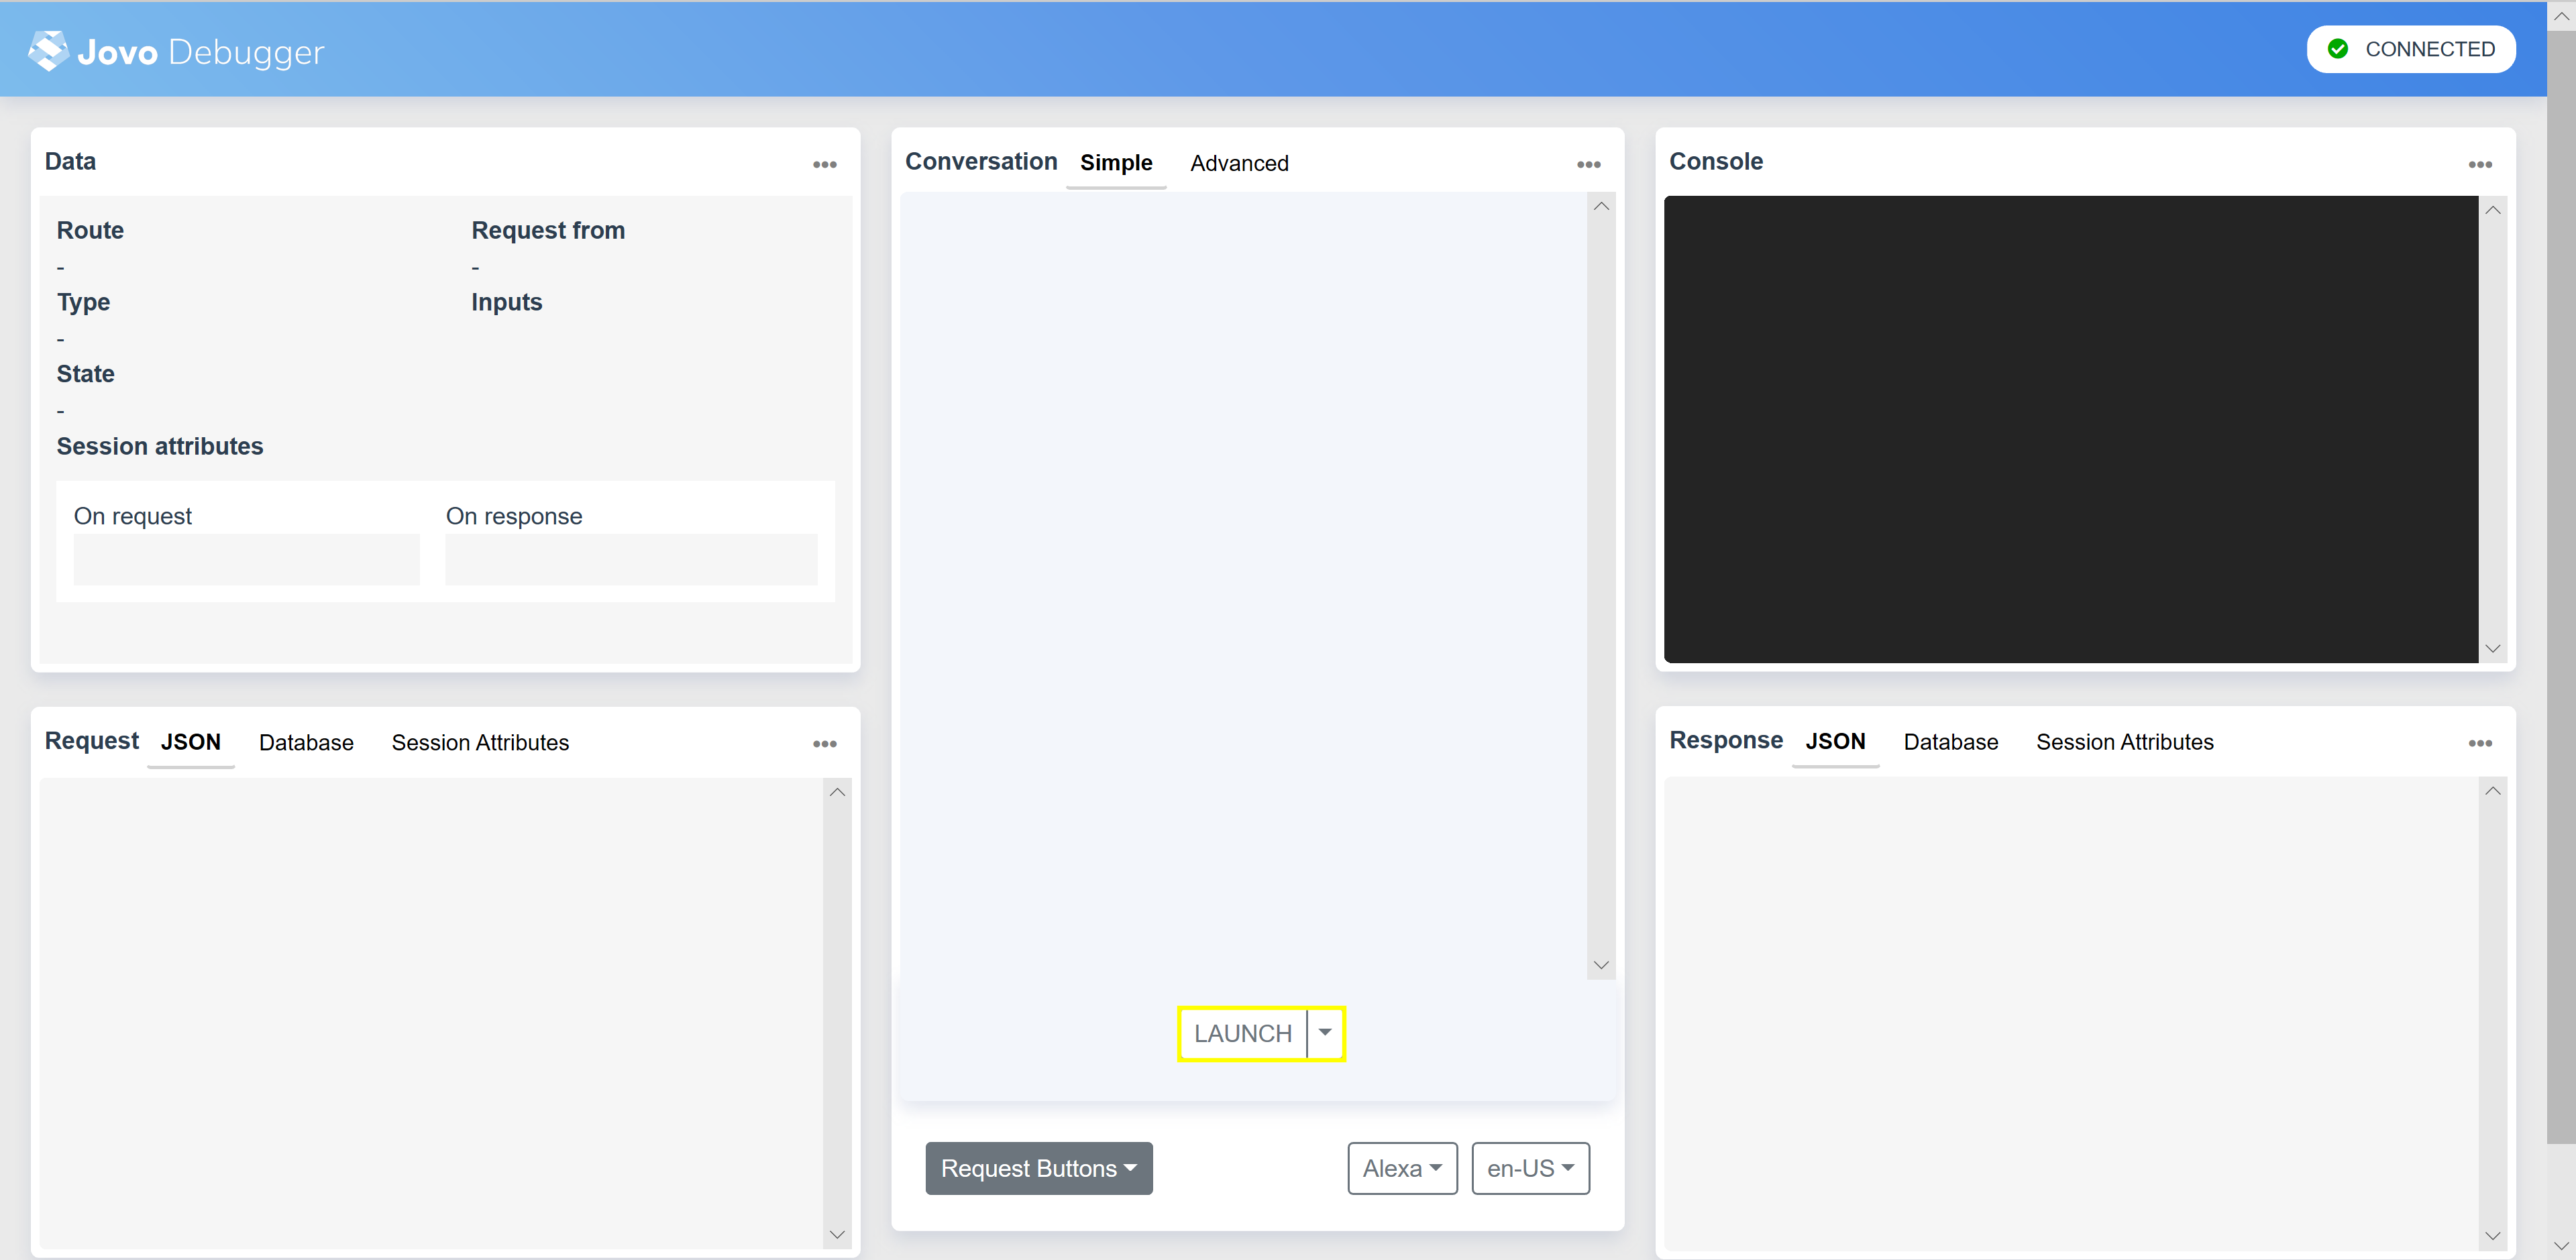 Jovo Debugger
CONNECTED
Data
Route
-
Type
-
State
-
Request from
-
Inputs
Session attributes
On request
On response
Conversation Simple Advanced
LAUNCH
Request Buttons
Alexa
en-US
Console
Request JSON Database Session Attributes
Response JSON Database Session Attributes